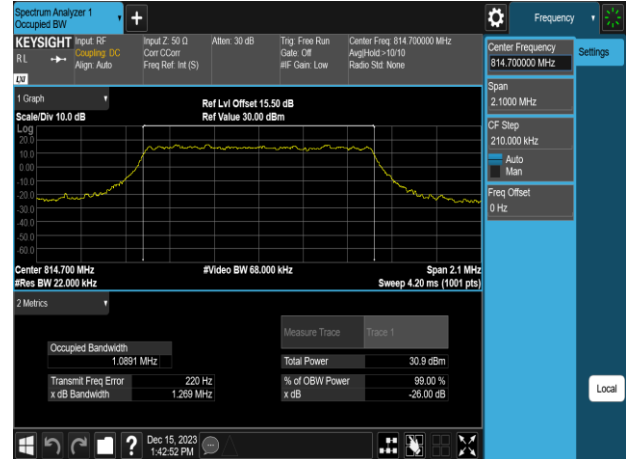 Spectrum Analyzer 1
Occupied BW
Frequency
KEYSIGHT
RL
LXI
Input: RF
Coupling: DC
Align: Auto
Input Z: 50 Ω
Corr CCorr
Freq Ref: Int (S)
Atten: 30 dB
Trig: Free Run
Gate: Off
#IF Gain: Low
Center Freq: 814.700000 MHz
Avg|Hold:>10/10
Radio Std: None
1 Graph
Ref Lvl Offset 15.50 dB
Scale/Div 10.0 dB
Ref Value 30.00 dBm
Log
20.0
10.0
0.00
-10.0
-20.0
-30.0
-40.0
-50.0
-60.0
Center 814.700 MHz
#Video BW 68.000 kHz
Span 2.1 MHz
#Res BW 22.000 kHz
Sweep 4.20 ms (1001 pts)
2 Metrics
Measure Trace
Trace 1
Occupied Bandwidth
1.0891 MHz
Total Power
30.9 dBm
Transmit Freq Error
220 Hz
% of OBW Power
99.00 %
x dB Bandwidth
1.269 MHz
x dB
-26.00 dB
Center Frequency
814.700000 MHz
Settings
Span
2.1000 MHz
CF Step
210.000 kHz
Auto
Man
Freq Offset
0 Hz
Local
?
Dec 15, 2023
1:42:52 PM